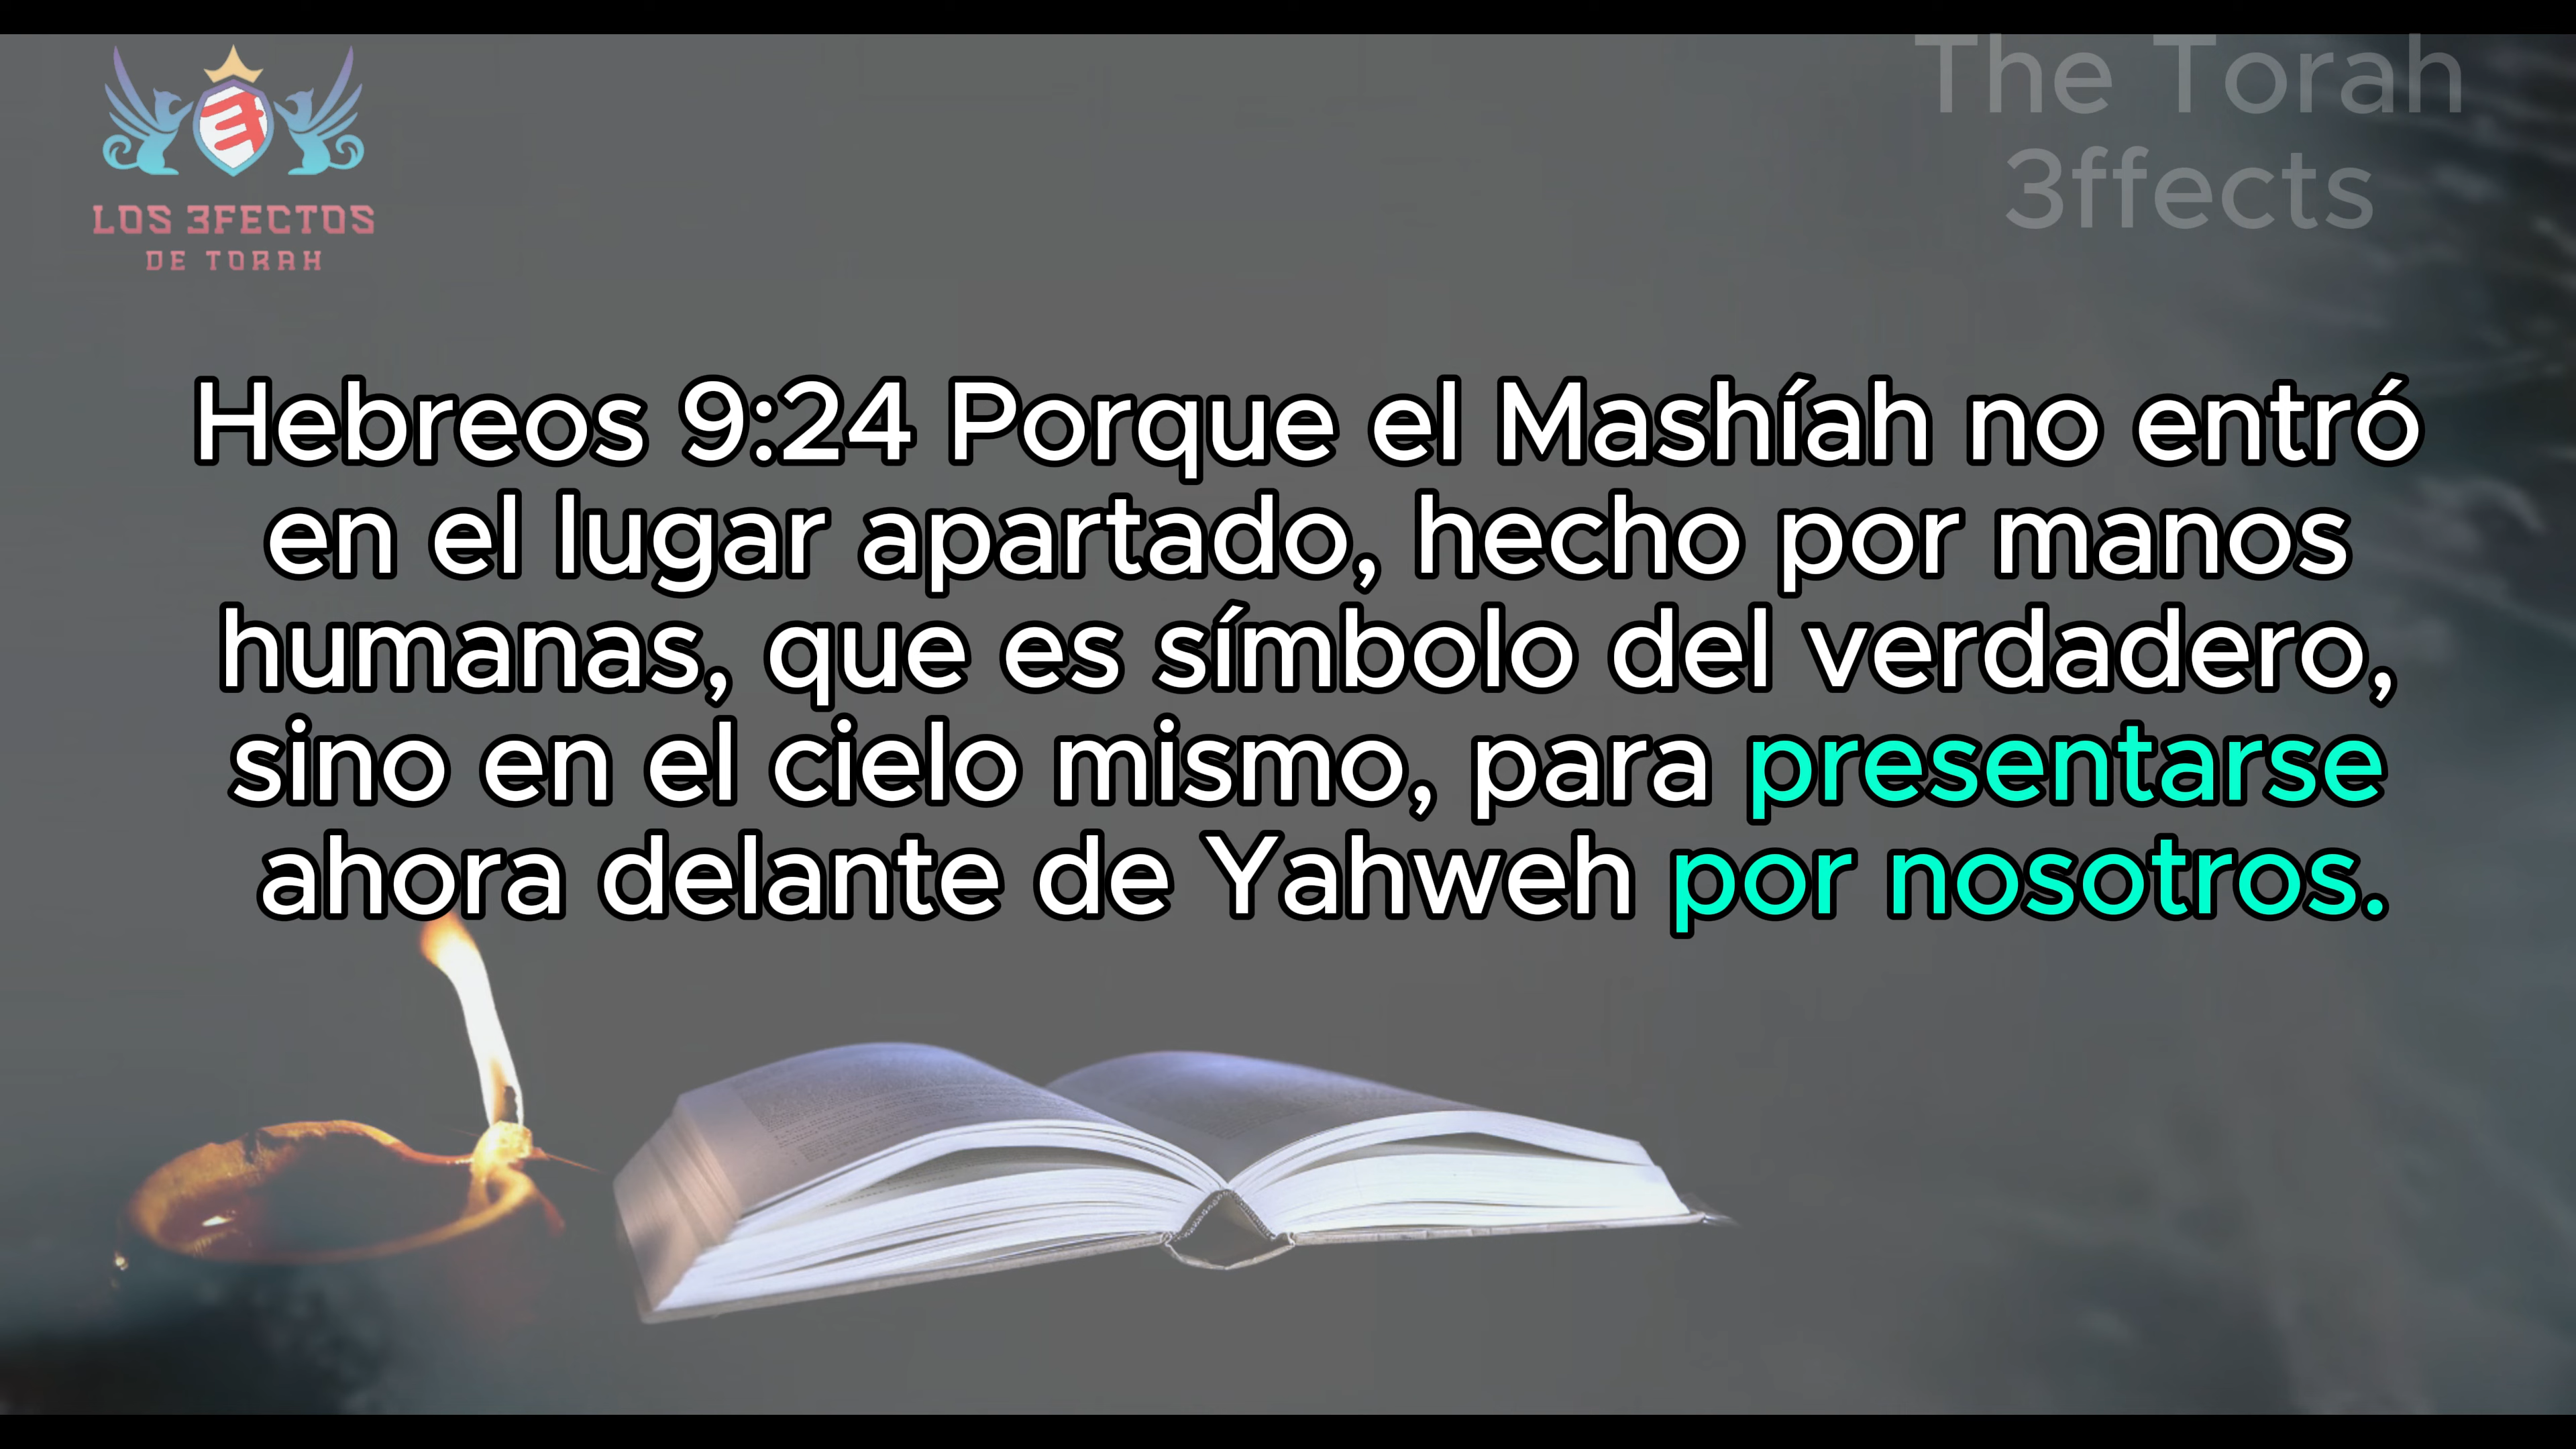 LOS 3FECTOS
DE TORAH
The Torah
3ffects
Hebreos 9:24 Porque el Mashíah no entró
en el lugar apartado, hecho por manos
humanas, que es símbolo del verdadero,
sino en el cielo mismo, para presentarse
ahora delante de Yahweh por nosotros.